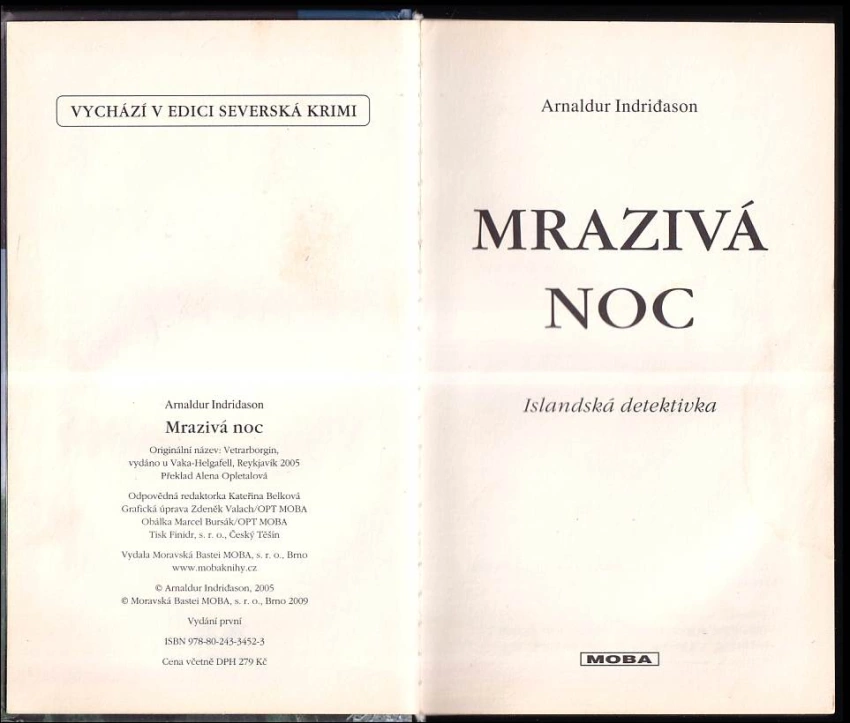 VYCHÁZÍ V EDICI SEVERSKÁ KRIMI
Arnaldur Indriđason
Mrazivá noc
Originální název: Vetrarborgin,
vydáno u Vaka-Helgafell, Reykjavík 2005
Překlad Alena Opletalová
Odpovědná redaktorka Kateřina Belková
Grafická úprava Zdeněk Valach/OPT MOBA
Obálka Marcel Bursák/OPT MOBA
Tisk Finidr, s. r. o., Český Těšín
Vydala Moravská Bastei MOBA, s. r. o., Brno
www.mobaknihy.cz
© Arnaldur Indriđason, 2005
© Moravská Bastei MOBA, s. r. o., Brno 2009
Vydání první
ISBN 978-80-243-3452-3
Cena včetně DPH 279 Kč
Arnaldur Indriđason
MRAZIVÁ
NOC
Islandská detektivka
MOBA